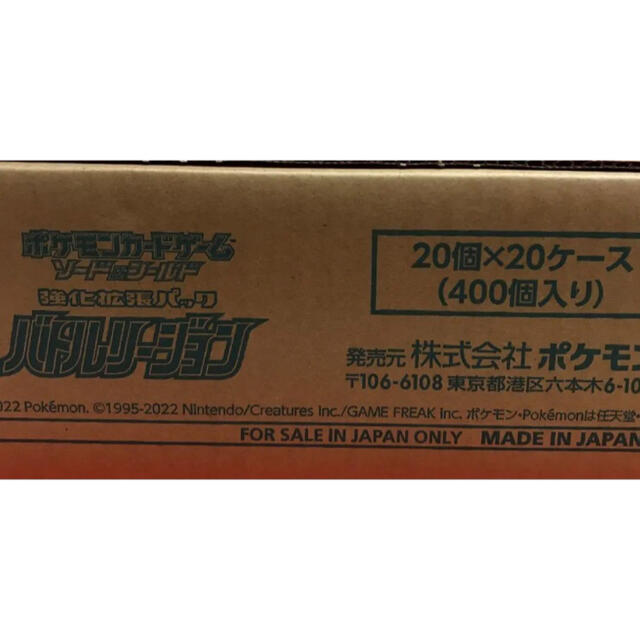 ポケモンカードゲーム
ソード&シールド
強化拡張パック
バトルリージョン
20個×20ケース
(400個入り)
発売元 株式会社 ポケモン
〒106-6108 東京都港区六本木6-10
022 Pokémon. ©1995-2022 Nintendo/Creatures Inc./GAME FREAK inc. ポケモン・Pokémonは任天堂・
FOR SALE IN JAPAN ONLY MADE IN JAPAN